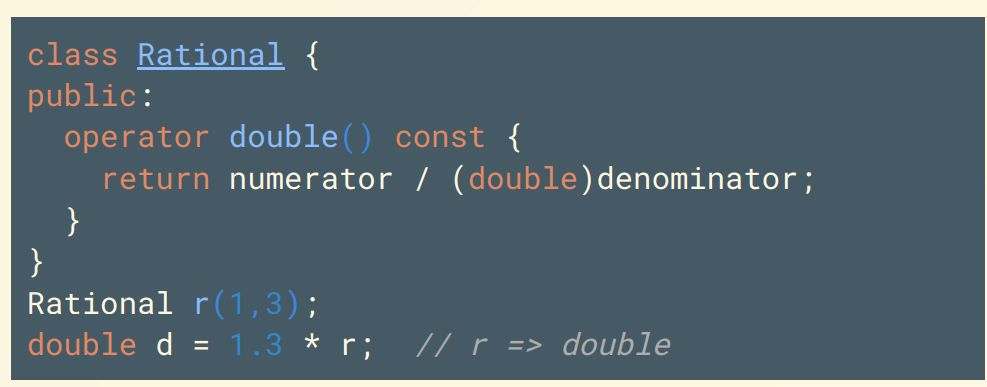 class Rational {
public:
  operator double() const {
    return numerator / (double)denominator;
  }
}
Rational r(1,3);
double d = 1.3 * r;  // r => double